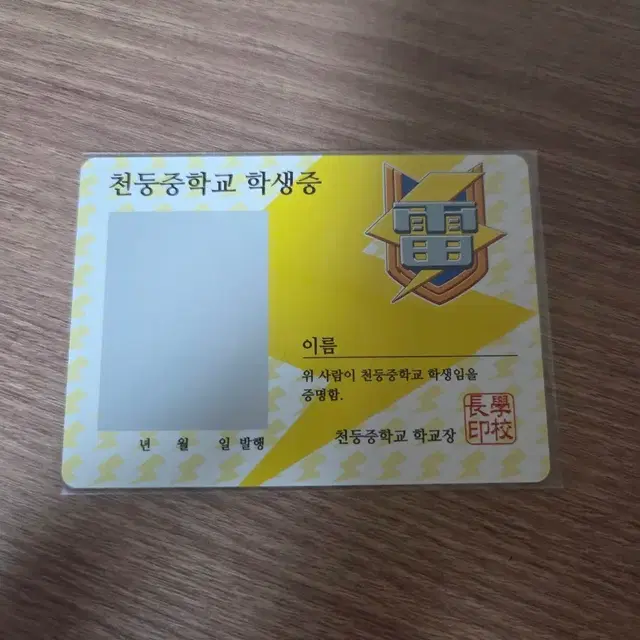 천둥중학교 학생증
雷
이름
위 사람이 천둥중학교 학생임을
증명함.
년 월 일 발행
천둥중학교 학교장
學校
長印